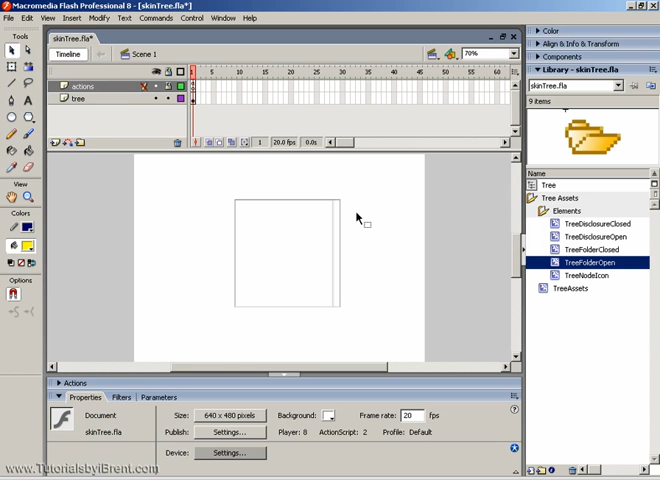 Macromedia Flash Professional 8 - [skinTree.fla*]
File Edit View Insert Modify Text Commands Control Window Help
Tools
View
Colors
Options
skinTree.fla*
Timeline
Scene 1
70%
1 5 10 15 20 25 30 35 40 45 50 55 60
actions
tree
1 20.0 fps 0.0s
Actions
Properties Filters Parameters
Document
skinTree.fla
Size: 640 x 480 pixels Background: Frame rate: 20 fps
Publish: Settings... Player: 8 ActionScript: 2 Profile: Default
Device: Settings...
Color
Align & Info & Transform
Components
Library - skinTree.fla
skinTree.fla
9 items
Name
Tree
Tree Assets
Elements
TreeDisclosureClosed
TreeDisclosureOpen
TreeFolderClosed
TreeFolderOpen
TreeNodeIcon
TreeAssets
www.TutorialsbyiBrent.com